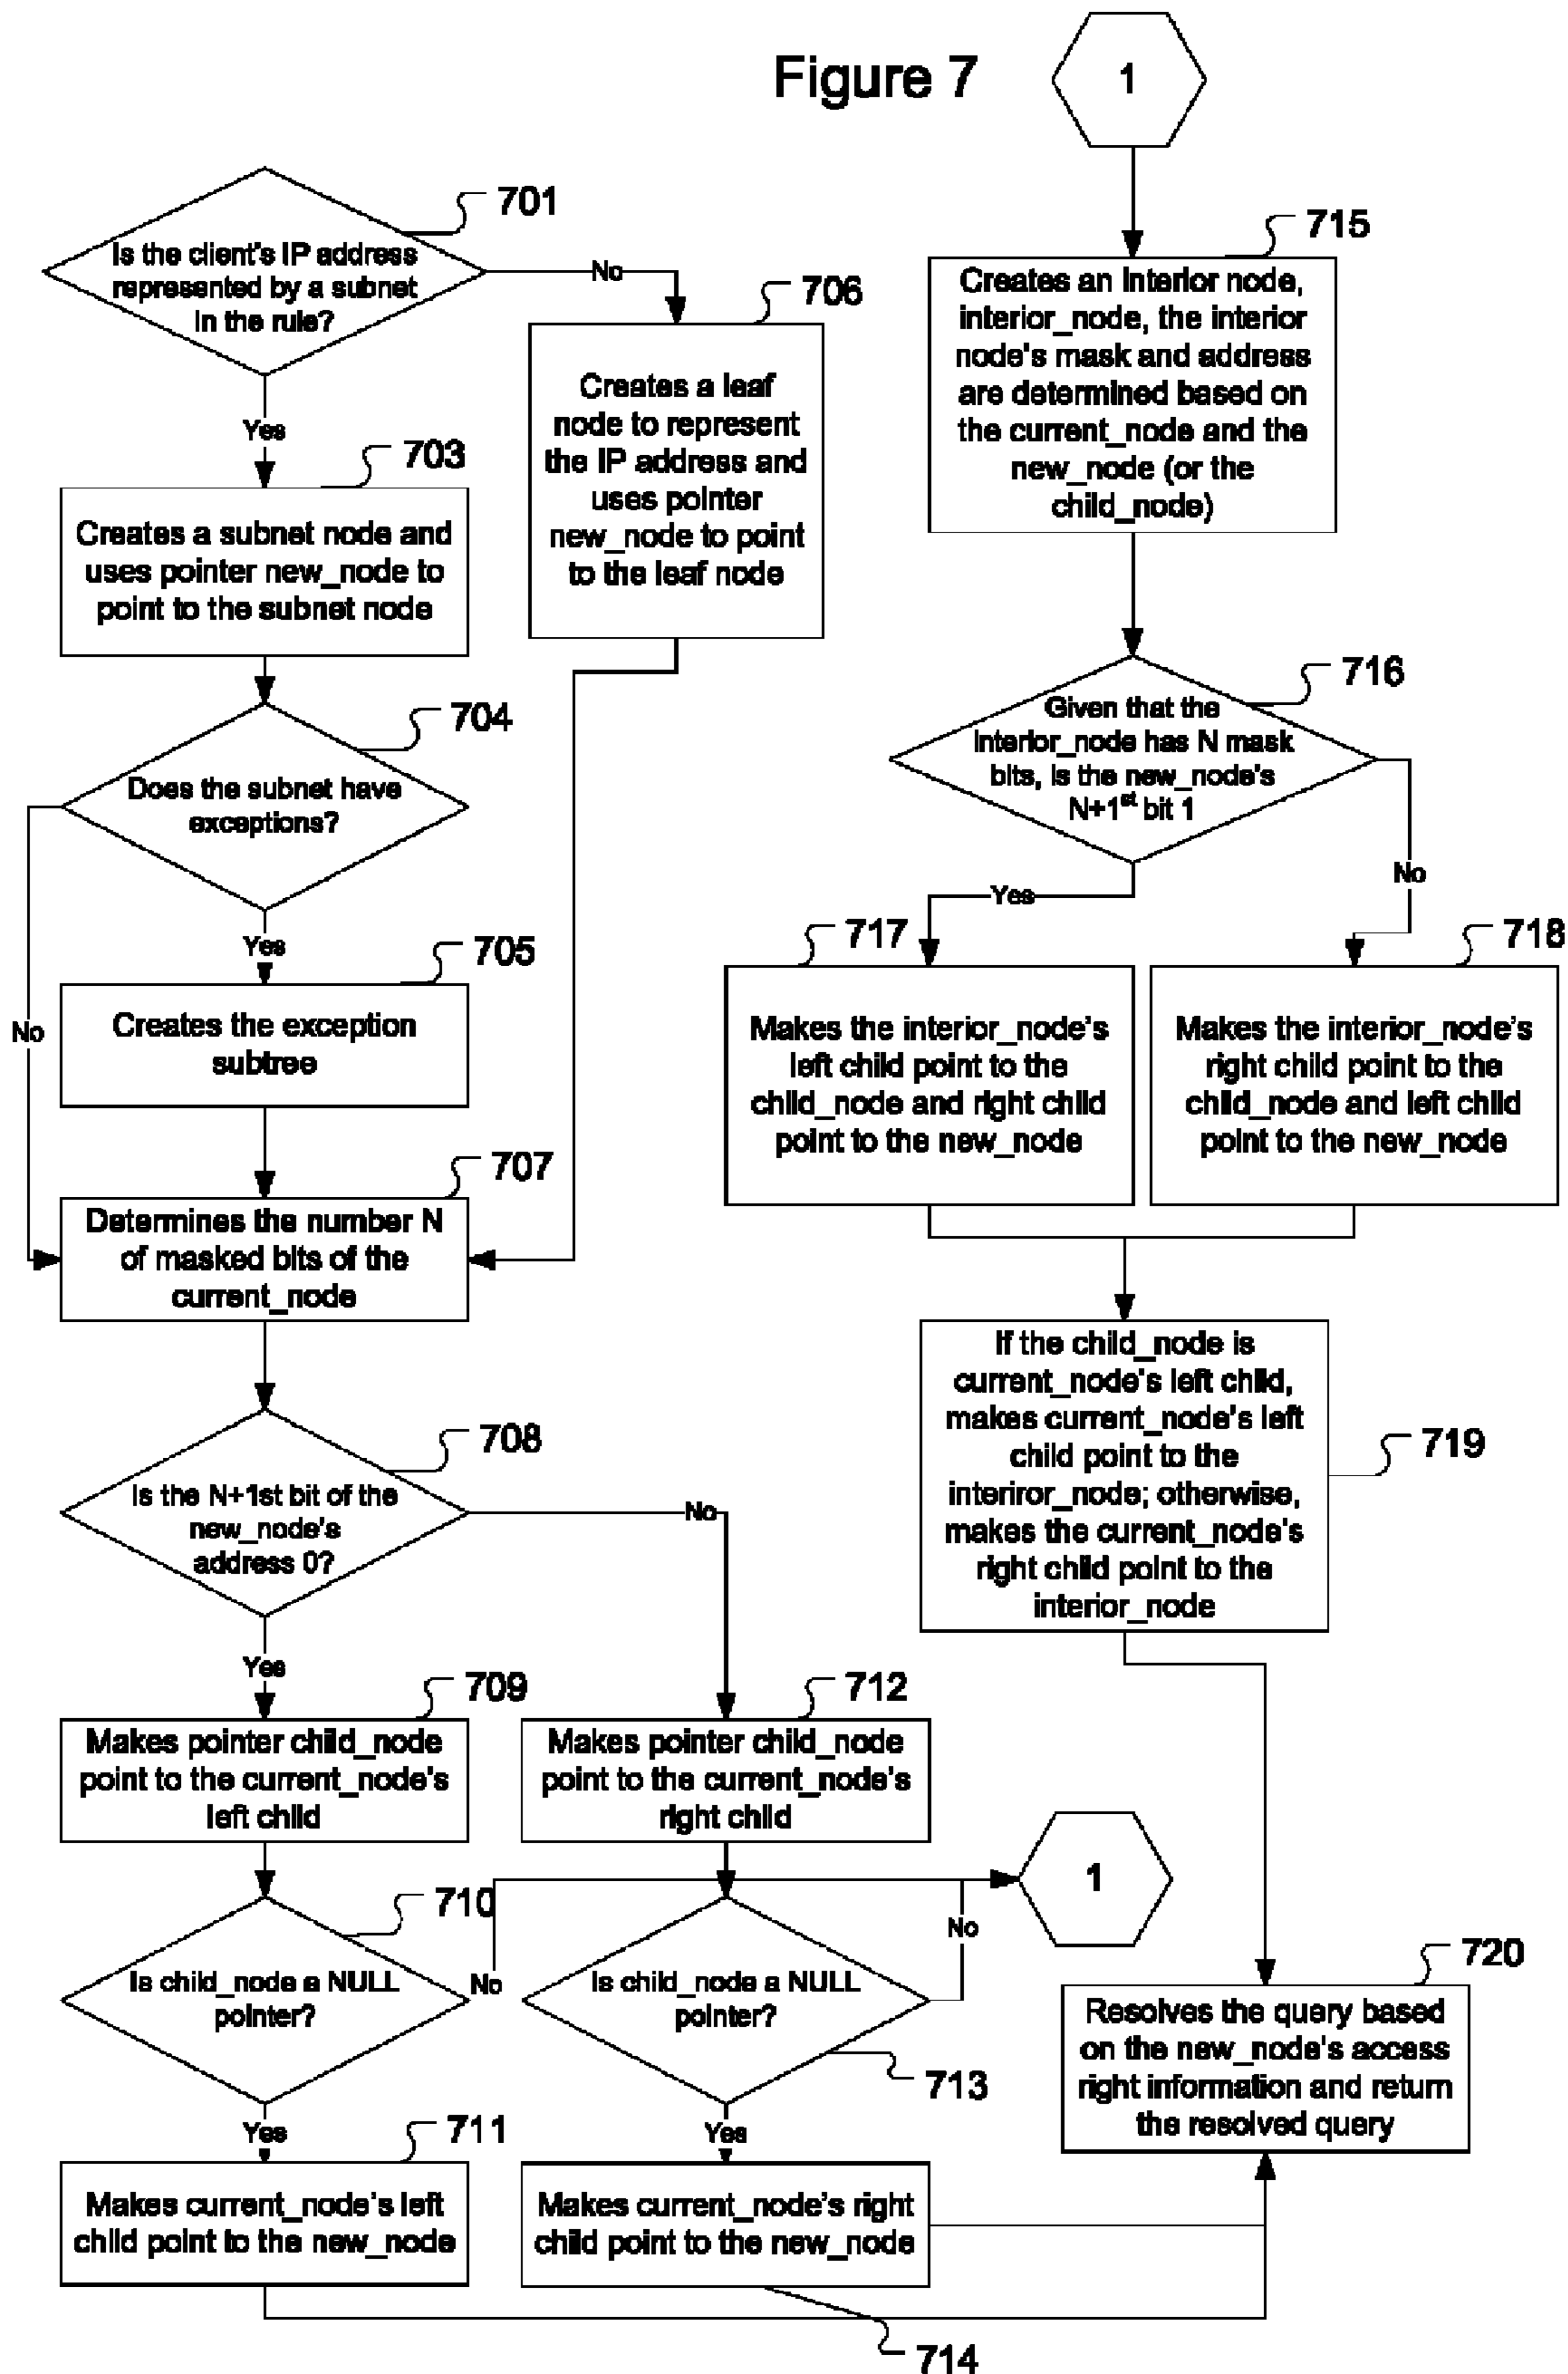 Figure 7
1
701
Is the client's IP address
represented by a subnet
in the rule?
No
Yes
706
Creates a leaf
node to represent
the IP address and
uses pointer
new_node to point
to the leaf node
703
Creates a subnet node and
uses pointer new_node to
point to the subnet node
704
Does the subnet have
exceptions?
No
Yes
705
Creates the exception
subtree
707
Determines the number N
of masked bits of the
current_node
708
Is the N+1st bit of the
new_node's
address 0?
No
Yes
709
Makes pointer child_node
point to the current_node's
left child
712
Makes pointer child_node
point to the current_node's
right child
710
Is child_node a NULL
pointer?
No
Yes
713
Is child_node a NULL
pointer?
No
Yes
1
711
Makes current_node's left
child point to the new_node
Makes current_node's right
child point to the new_node
714
715
Creates an interior node,
interior_node, the interior
node's mask and address
are determined based on
the current_node and the
new_node (or the
child_node)
716
Given that the
interior_node has N mask
bits, is the new_node's
N+1st bit 1
Yes
No
717
Makes the interior_node's
left child point to the
child_node and right child
point to the new_node
718
Makes the interior_node's
right child point to the
child_node and left child
point to the new_node
If the child_node is
current_node's left child,
makes current_node's left
child point to the
interiror_node; otherwise,
makes the current_node's
right child point to the
interior_node
719
720
Resolves the query based
on the new_node's access
right information and return
the resolved query